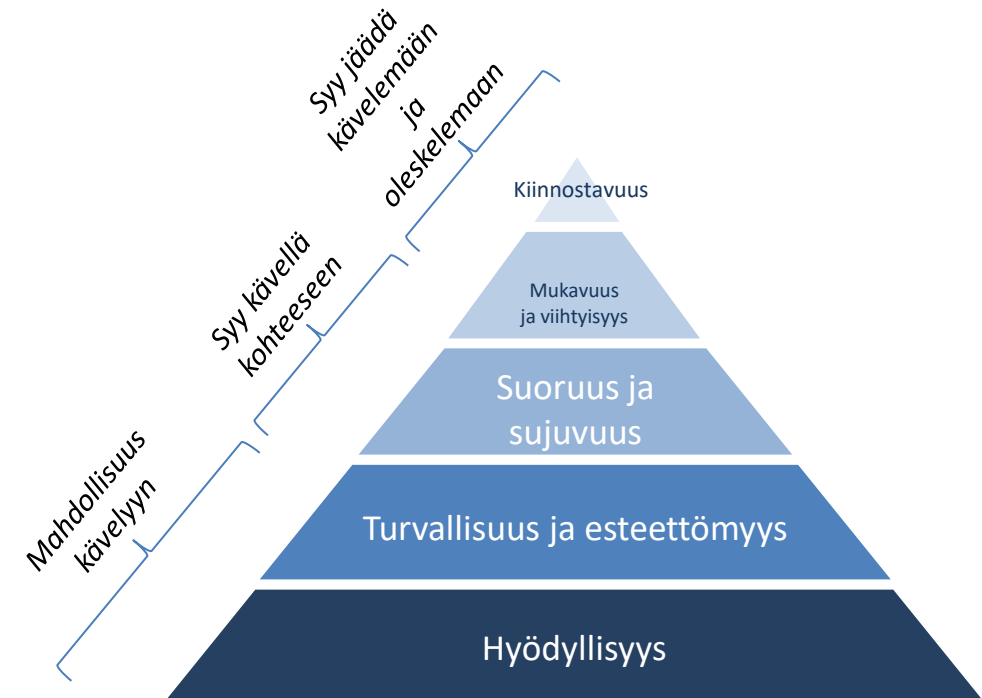 Syy jäädä
kävelemään
ja
oleskelemaan
Syy kävellä
kohteeseen
Mahdollisuus
kävelyyn
Kiinnostavuus
Mukavuus
ja viihtyisyys
Suoruus ja
sujuvuus
Turvallisuus ja esteettömyys
Hyödyllisyys